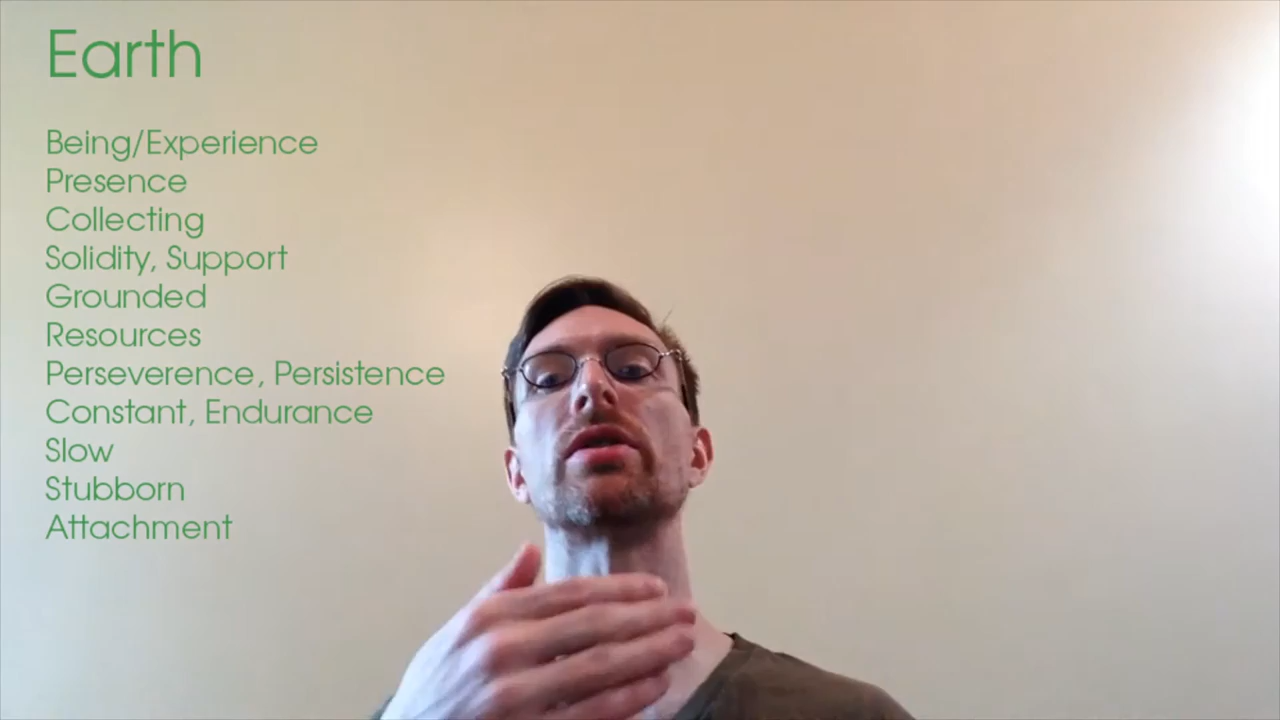 Earth
Being/Experience
Presence
Collecting
Solidity, Support
Grounded
Resources
Perseverence, Persistence
Constant, Endurance
Slow
Stubborn
Attachment